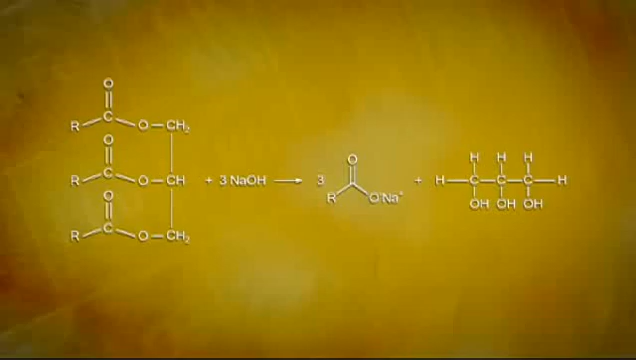 O
R C O CH₂
O
R C O CH + 3 NaOH → 3 R O O⁻Na⁺ + H C C C H
H H H
OH OH OH
O
R C O CH₂